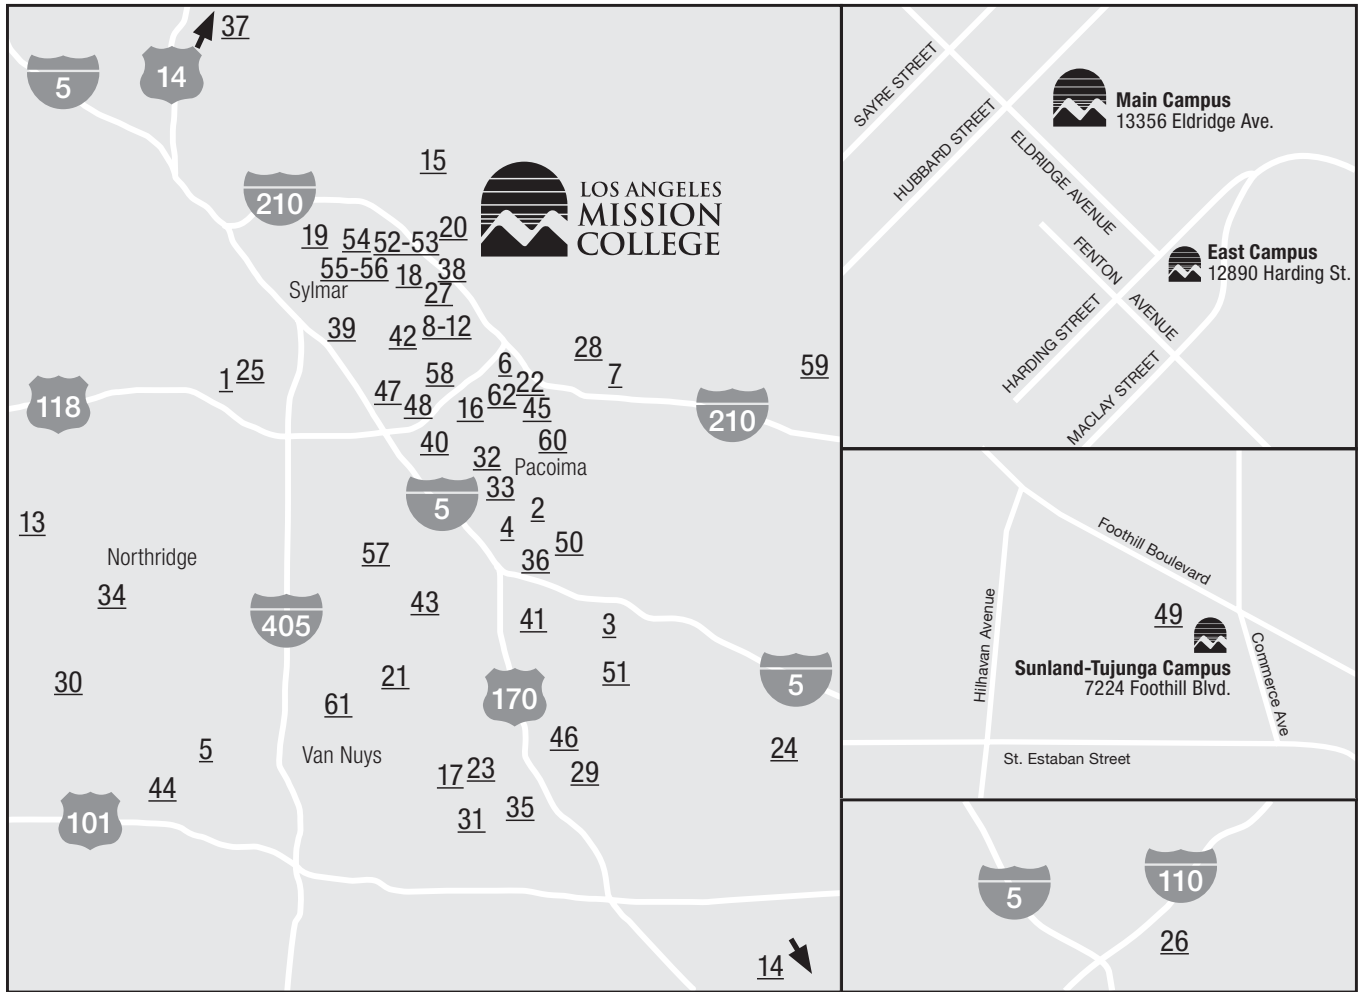 37
5
14
15
210
LOS ANGELES
MISSION
COLLEGE
19
54
52-53
20
55-56
18
38
Sylmar
27
39
42
8-12
28
1
25
58
6
7
59
47
48
16
62
22
45
118
210
40
60
32
Pacoima
33
5
2
13
4
50
Northridge
57
36
34
43
405
41
3
30
21
51
5
61
170
46
5
Van Nuys
24
17
23
29
44
31
35
101
14
SAYRE STREET
HUBBARD STREET
Main Campus
13356 Eldridge Ave.
ELDRIDGE AVENUE
East Campus
12890 Harding St.
FENTON AVENUE
HARDING STREET
MACLAY STREET
Foothill Boulevard
Hilhavan Avenue
49
Sunland-Tujunga Campus
7224 Foothill Blvd.
Commerce Ave
St. Estaban Street
5
110
26